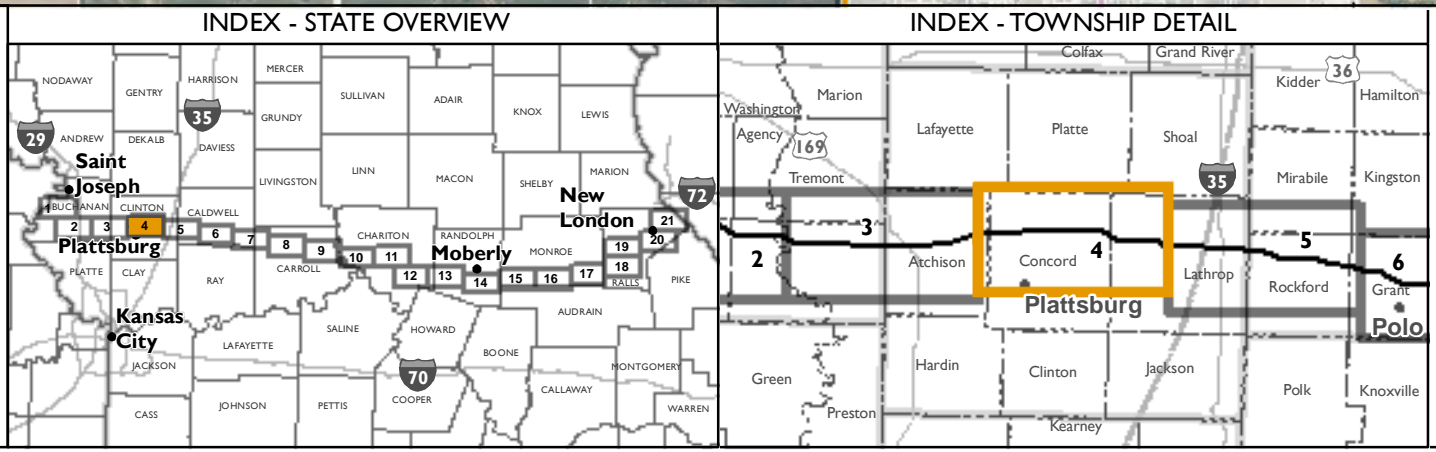 INDEX - STATE OVERVIEW
NODAWAY
GENTRY
HARRISON
MERCER
SULLIVAN
ADAIR
KNOX
LEWIS
35
29
ANDREW
DEKALB
DAVIESS
GRUNDY
Saint
Joseph
LIVINGSTON
LINN
MACON
SHELBY
MARION
New
London
72
1
BUCHANAN
CLINTON
CALDWELL
2
3
4
5
6
7
8
9
10
11
12
13
14
15
16
17
18
19
20
21
Plattsburg
CHARITON
RANDOLPH
Moberly
MONROE
PLATTE
CLAY
RAY
CARROLL
RALLS
PIKE
AUDRAIN
Kansas
City
SALINE
HOWARD
LAFAYETTE
BOONE
JACKSON
70
MONTGOMERY
CALLAWAY
CASS
JOHNSON
PETTIS
COOPER
WARREN
INDEX - TOWNSHIP DETAIL
Colfax
Grand River
Kidder
36
Hamilton
Marion
Washington
Agency
169
Lafayette
Platte
Shoal
Tremont
35
Mirabile
Kingston
2
3
4
5
6
Atchison
Concord
Lathrop
Rockford
Grant
Plattsburg
Polo
Green
Hardin
Clinton
Jackson
Polk
Knoxville
Preston
Kearney